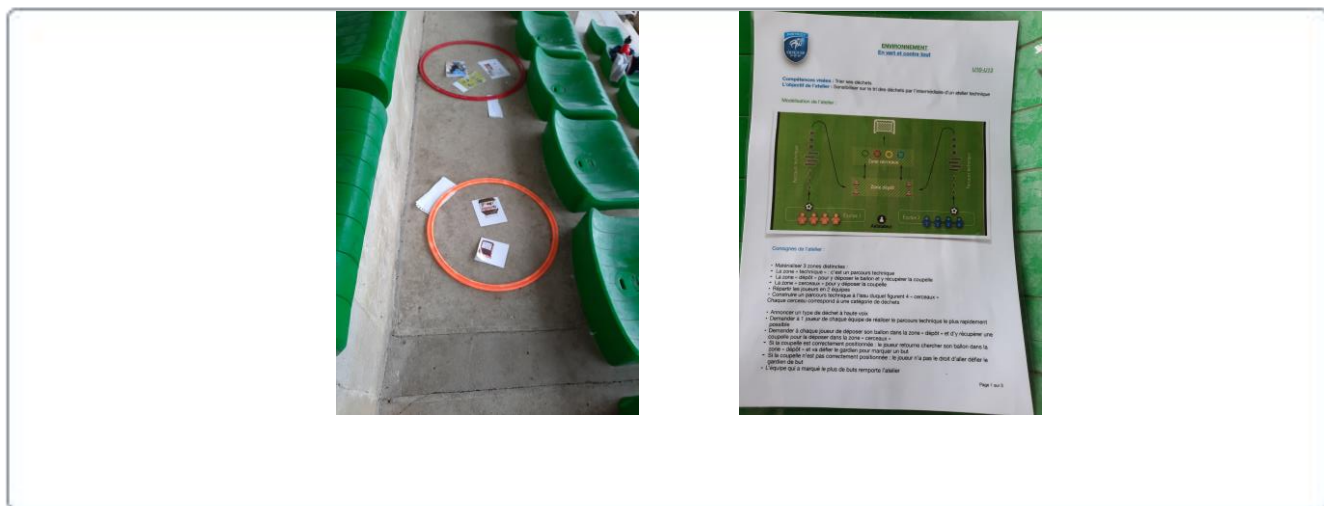 ENVIRONNEMENT
En vert et contre tout
U10-U13
Compétences visées : Trier ses déchets
L'objectif de l'atelier : Sensibiliser sur le tri des déchets par l'intermédiaire d'un atelier technique
Modélisation de l'atelier :
Zone cerceaux
Zone dépôt
Equipe 1
Animateur
Consignes de l'atelier :
• Matérialiser 3 zones distinctes :
• La zone « technique » : c'est un parcours technique
• La zone « dépôt » pour y déposer le ballon et y récupérer la coupelle
• La zone « cerceaux » pour y déposer la coupelle
• Répartir les joueurs en 2 équipes
• Construire un parcours technique à l'issu duquel figurent 4 « cerceaux »
Chaque cerceau correspond à une catégorie de déchets
• Annoncer un type de déchet à haute voix
• Demander à 1 joueur de chaque équipe de réaliser le parcours technique le plus rapidement
possible
• Demander à chaque joueur de déposer son ballon dans la zone « dépôt » et d'y récupérer une
coupelle pour la déposer dans la zone « cerceaux »
• Si la coupelle est correctement positionnée : le joueur retourne chercher son ballon dans la
zone « dépôt » et va défier le gardien pour marquer un but
• Si la coupelle n'est pas correctement positionnée : le joueur n'a pas le droit d'aller défier le
gardien de but
• L'équipe qui a marqué le plus de buts remporte l'atelier
Page 1 sur 3